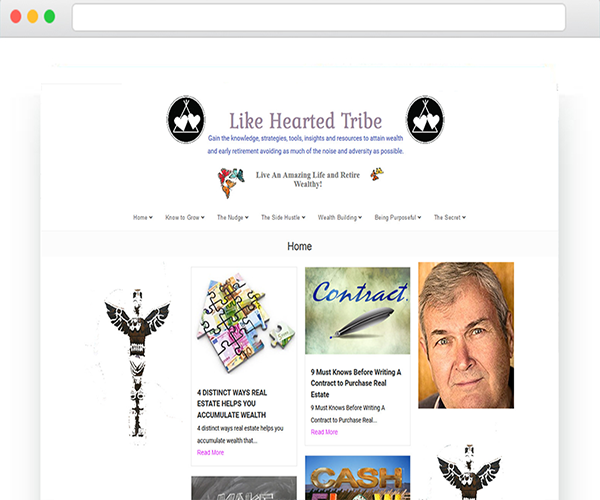 Like Hearted Tribe
Gain the knowledge, strategies, tools, insights and resources to attain wealth
and early retirement avoiding as much of the noise and adversity as possible.
Live An Amazing Life and Retire
Wealthy!
Home Know to Grow The Nudge The Side Hustle Wealth Building Being Purposeful The Secret
Home
4 DISTINCT WAYS REAL
ESTATE HELPS YOU
ACCUMULATE WEALTH
4 distinct ways real estate helps you
accumulate wealth that...
Read More
Contract
9 Must Knows Before Writing A
Contract to Purchase Real
Estate
9 Must Knows Before Writing A
Contract to Purchase Real...
Read More
MAKE
CASH
FLOW